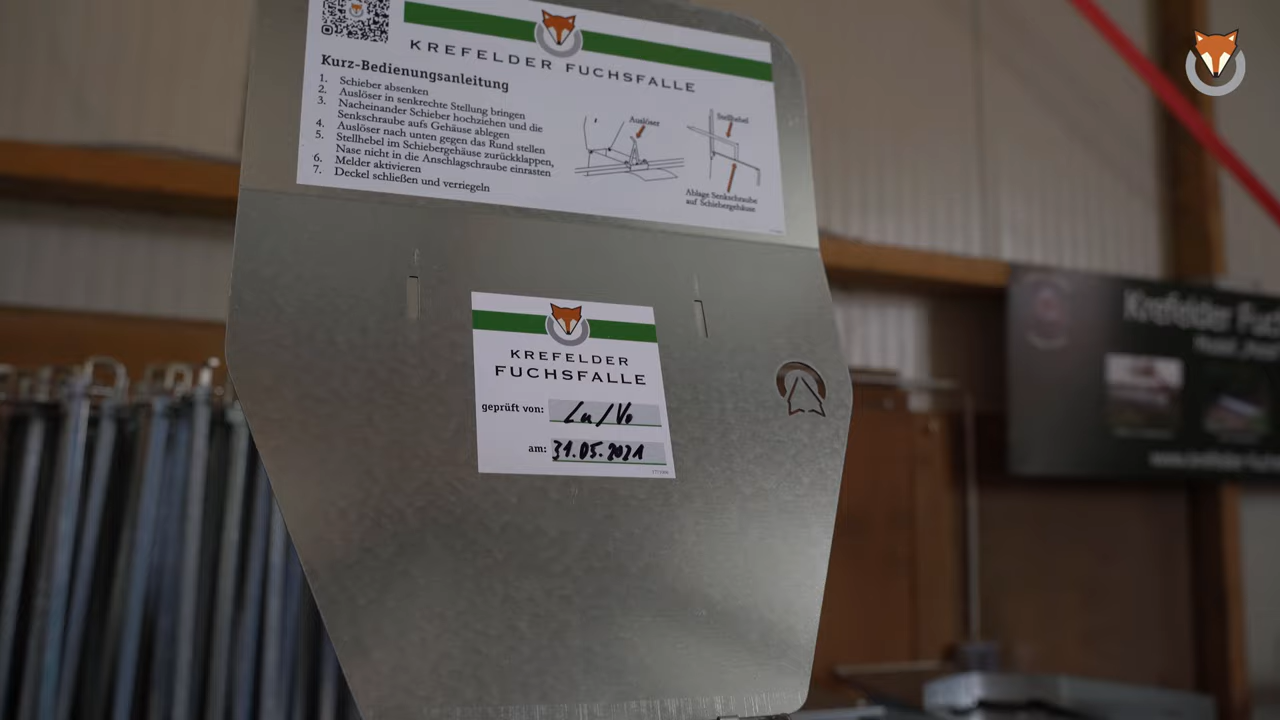 KREFELDER FUCHSFALLE
Kurz-Bedienungsanleitung
1. Schieber absenken
2. Auslöser in senkrechte Stellung bringen
3. Nacheinander Schieber hochziehen und die
Senkschraube aufs Gehäuse ablegen
4. Auslöser nach unten gegen das Rund stellen
5. Stellhebel im Schiebergehäuse zurückklappen,
Nase nicht in die Anschlagschraube einrasten
6. Melder aktivieren
7. Deckel schließen und verriegeln
Auslöser
Stellhebel
Ablage Senkschraube
auf Schiebergehäuse
KREFELDER
FUCHSFALLE
geprüft von: La/Vo
am: 31.05.2021
Krefelder Fuchs